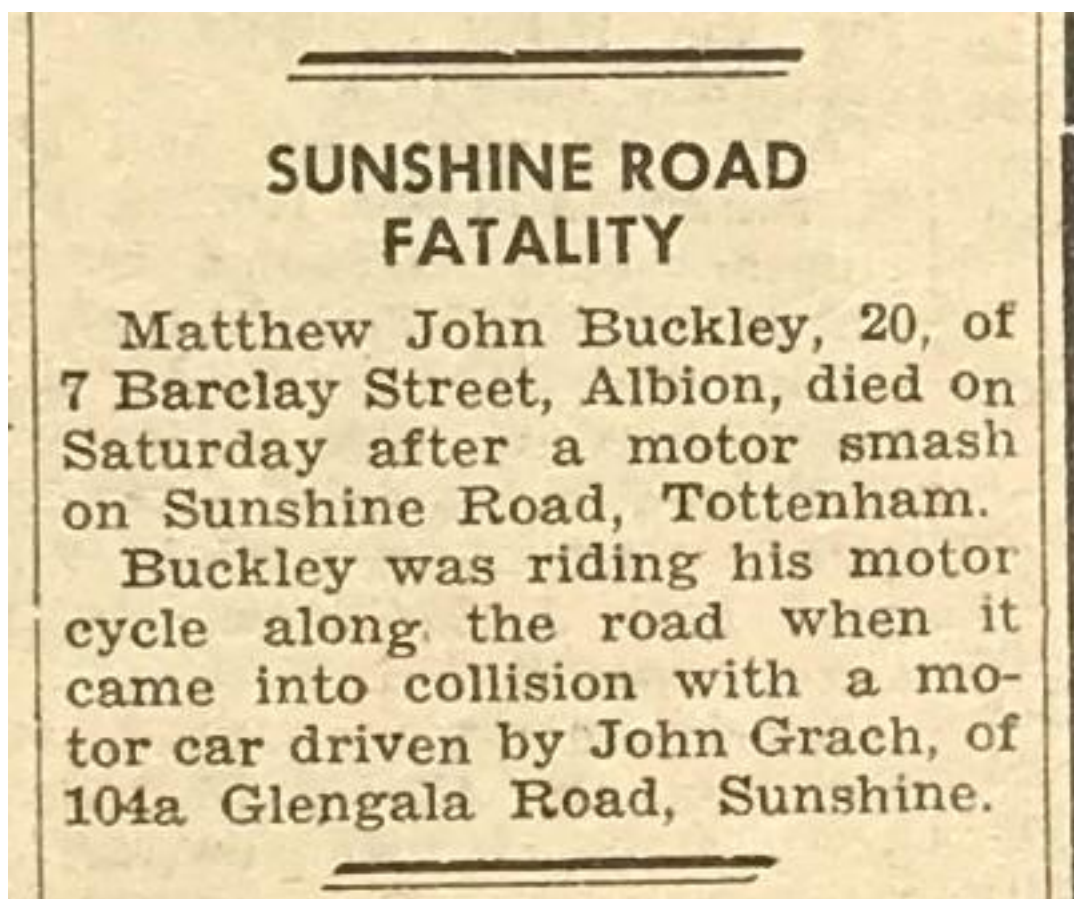 SUNSHINE ROAD
FATALITY
Matthew John Buckley, 20, of
7 Barclay Street, Albion, died on
Saturday after a motor smash
on Sunshine Road, Tottenham.
Buckley was riding his motor
cycle along the road when it
came into collision with a mo-
tor car driven by John Grach, of
104a Glengala Road, Sunshine.